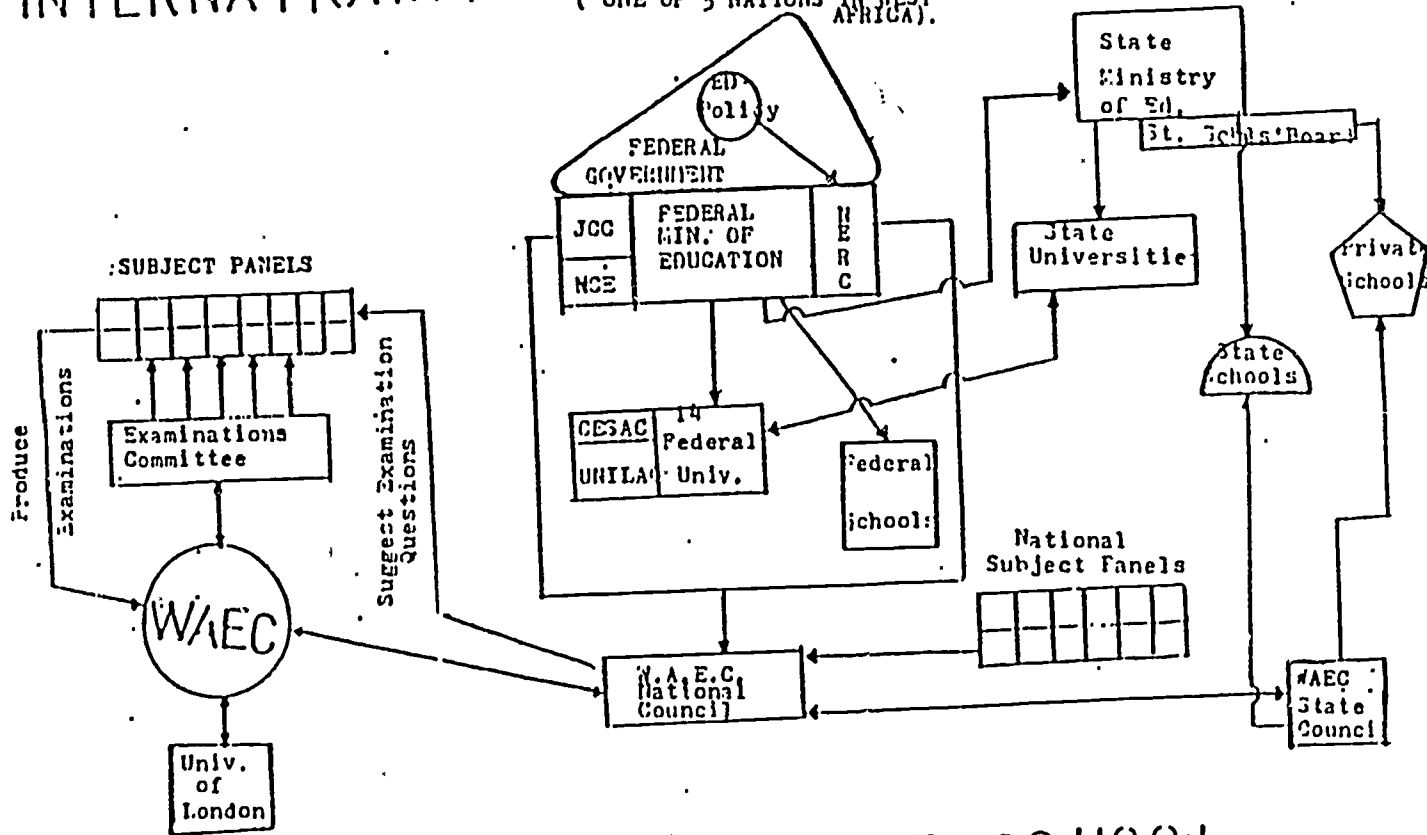 ( ONE OF 5 NATIONS IN WEST
AFRICA).
State
Ministry
of Ed.
ED.
Policy
FEDERAL
GOVERNMENT
JCC
NCE
FEDERAL
MIN. OF
EDUCATION
N
E
R
C
State
Universitie
Privat
Schools
State
Schools
:SUBJECT PANELS
Produce
Examinations
Suggest Examination
Questions
Examinations
Committee
CESAC
UNILAG
14
Federal
Univ.
Federal
Schools
National
Subject Panels
WAEC
W.A.E.C.
National
Council
WAEC
State
Council
Univ.
of
London